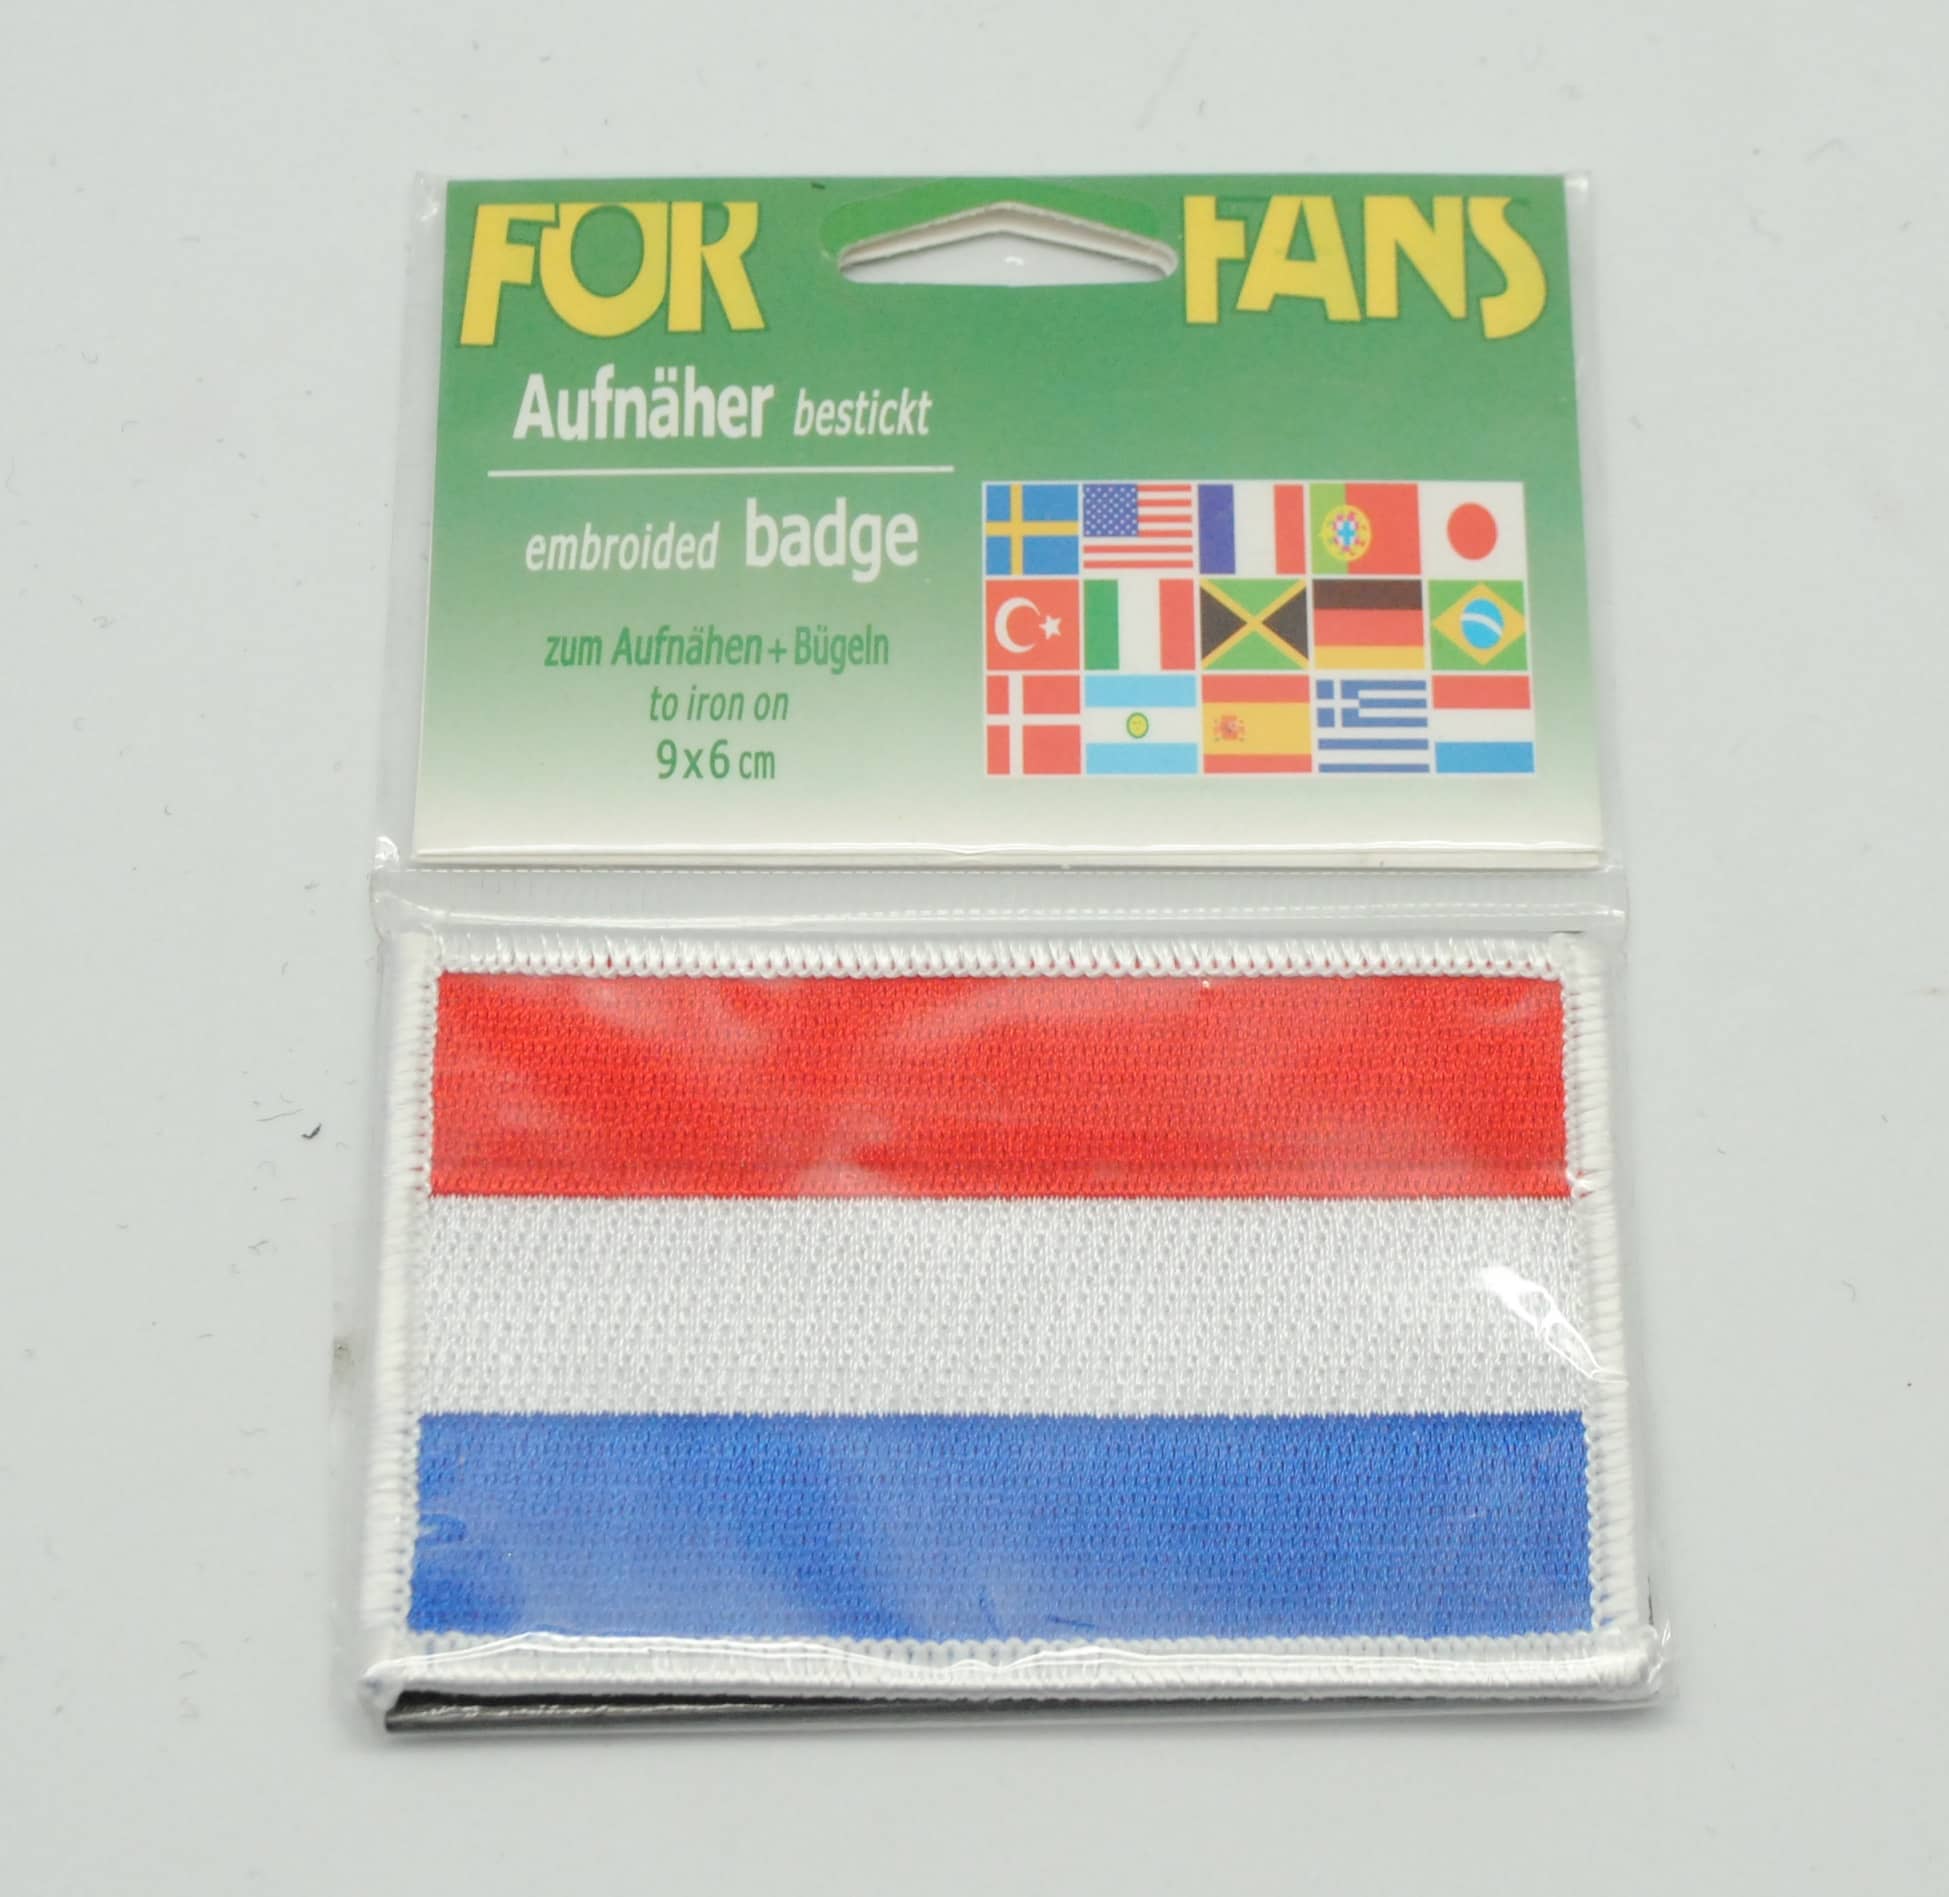 FOR FANS
Aufnäher bestickt
embroided badge
zum Aufnähen + Bügeln
to iron on
9 x 6 cm